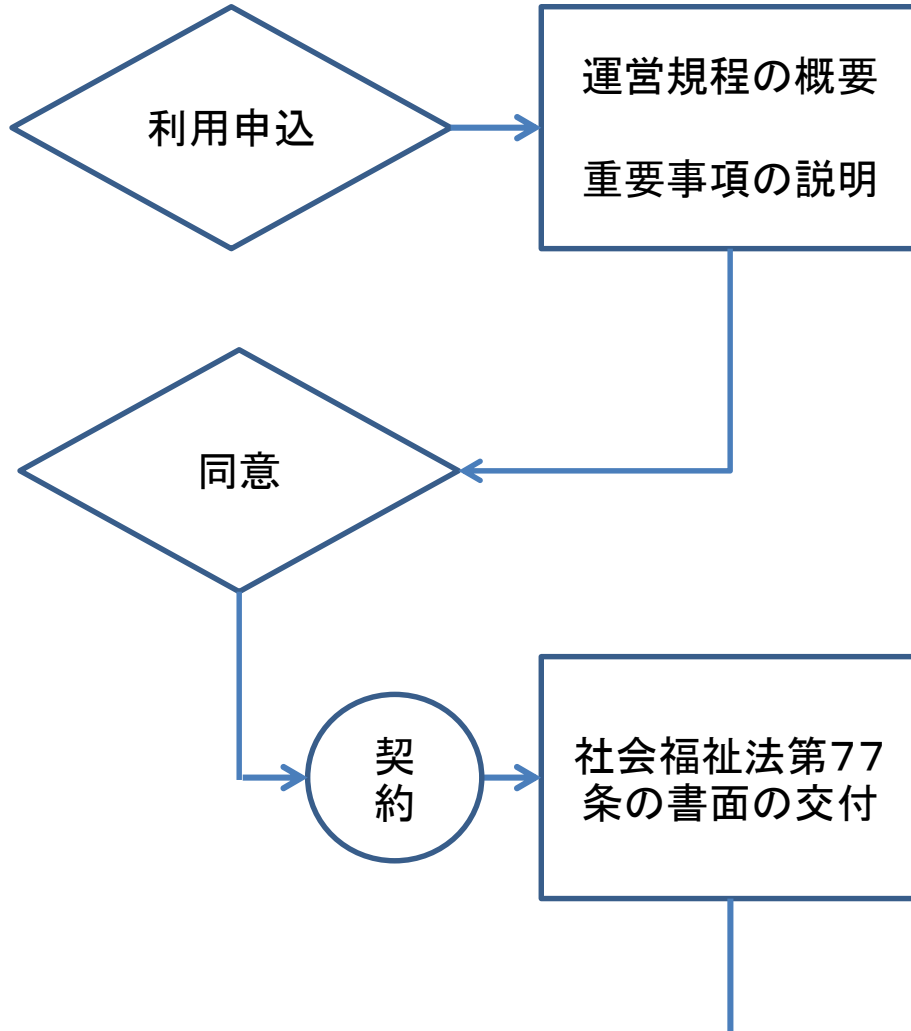 利用申込
運営規程の概要
重要事項の説明
同意
契
約
社会福祉法第77
条の書面の交付